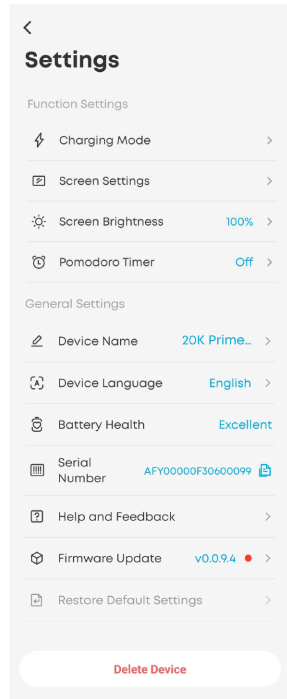 Settings
Function Settings
Charging Mode
Screen Settings
Screen Brightness 100%
Pomodoro Timer Off
General Settings
Device Name 20K Prime...
Device Language English
Battery Health Excellent
Serial
Number AFY00000F30600099
Help and Feedback
Firmware Update v0.0.9.4
Restore Default Settings
Delete Device